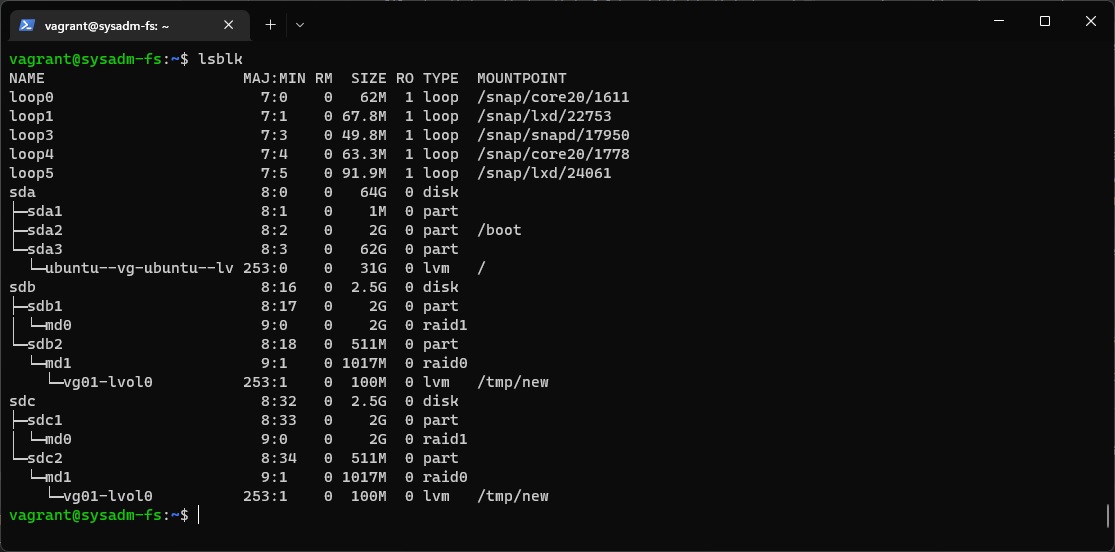 vagrant@sysadm-fs: ~
vagrant@sysadm-fs:~$ lsblk
NAME                      MAJ:MIN RM  SIZE RO TYPE  MOUNTPOINT
loop0                       7:0    0   62M  1 loop  /snap/core20/1611
loop1                       7:1    0 67.8M  1 loop  /snap/lxd/22753
loop3                       7:3    0 49.8M  1 loop  /snap/snapd/17950
loop4                       7:4    0 63.3M  1 loop  /snap/core20/1778
loop5                       7:5    0 91.9M  1 loop  /snap/lxd/24061
sda                         8:0    0   64G  0 disk
├─sda1                      8:1    0    1M  0 part
├─sda2                      8:2    0    2G  0 part  /boot
└─sda3                      8:3    0   62G  0 part
  └─ubuntu--vg-ubuntu--lv 253:0    0   31G  0 lvm   /
sdb                         8:16   0  2.5G  0 disk
├─sdb1                      8:17   0    2G  0 part
│ └─md0                     9:0    0    2G  0 raid1
└─sdb2                      8:18   0  511M  0 part
  └─md1                     9:1    0 1017M  0 raid0
    └─vg01-lvol0          253:1    0  100M  0 lvm   /tmp/new
sdc                         8:32   0  2.5G  0 disk
├─sdc1                      8:33   0    2G  0 part
│ └─md0                     9:0    0    2G  0 raid1
└─sdc2                      8:34   0  511M  0 part
  └─md1                     9:1    0 1017M  0 raid0
    └─vg01-lvol0          253:1    0  100M  0 lvm   /tmp/new
vagrant@sysadm-fs:~$